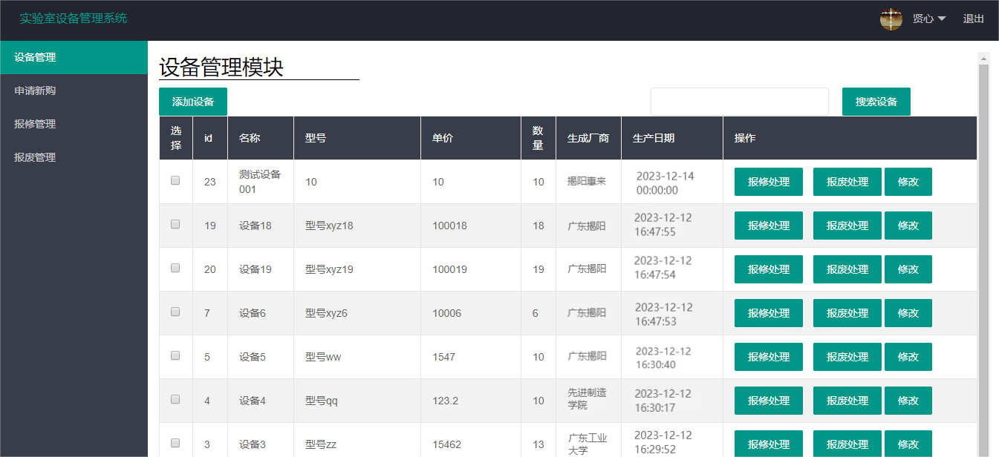 实验室设备管理系统
贤心
退出
设备管理
申请新购
报修管理
报废管理
设备管理模块
添加设备
搜索设备
选择 id 名称 型号 单价 数量 生成厂商 生产日期 操作
23 测试设备001 10 10 10 揭阳惠来 2023-12-14 00:00:00 报修处理 报废处理 修改
19 设备18 型号xyz18 100018 18 广东揭阳 2023-12-12 16:47:55 报修处理 报废处理 修改
20 设备19 型号xyz19 100019 19 广东揭阳 2023-12-12 16:47:54 报修处理 报废处理 修改
7 设备6 型号xyz6 10006 6 广东揭阳 2023-12-12 16:47:53 报修处理 报废处理 修改
5 设备5 型号ww 1547 10 广东揭阳 2023-12-12 16:30:40 报修处理 报废处理 修改
4 设备4 型号qq 123.2 10 先进制造学院 2023-12-12 16:30:17 报修处理 报废处理 修改
3 设备3 型号zz 15462 13 广东工业大学 2023-12-12 16:29:52 报修处理 报废处理 修改